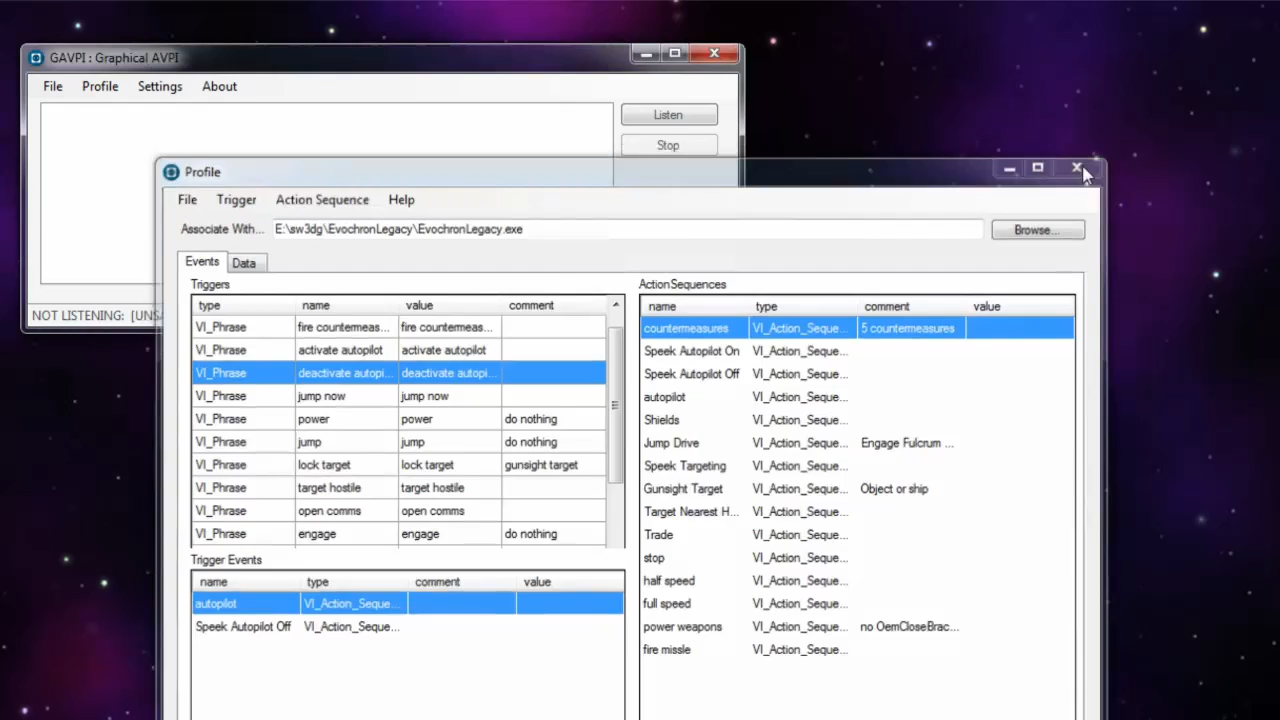 GAVPI : Graphical AVPI
File Profile Settings About
Listen
Stop
NOT LISTENING: [UNSA
Profile
File Trigger Action Sequence Help
Associate With... E:\sw3dg\EvochronLegacy\EvochronLegacy.exe Browse...
Events Data
Triggers
type name value comment
VI_Phrase fire countermeas... fire countermeas...
VI_Phrase activate autopilot activate autopilot
VI_Phrase deactivate autopi... deactivate autopi...
VI_Phrase jump now jump now
VI_Phrase power power do nothing
VI_Phrase jump jump do nothing
VI_Phrase lock target lock target gunsight target
VI_Phrase target hostile target hostile
VI_Phrase open comms open comms
VI_Phrase engage engage do nothing
Trigger Events
name type comment value
autopilot VI_Action_Seque...
Speek Autopilot Off VI_Action_Seque...
ActionSequences
name type comment value
countermeasures VI_Action_Seque... 5 countermeasures
Speek Autopilot On VI_Action_Seque...
Speek Autopilot Off VI_Action_Seque...
autopilot VI_Action_Seque...
Shields VI_Action_Seque...
Jump Drive VI_Action_Seque... Engage Fulcrum ...
Speek Targeting VI_Action_Seque...
Gunsight Target VI_Action_Seque... Object or ship
Target Nearest H... VI_Action_Seque...
Trade VI_Action_Seque...
stop VI_Action_Seque...
half speed VI_Action_Seque...
full speed VI_Action_Seque...
power weapons VI_Action_Seque... no OemCloseBrac...
fire missle VI_Action_Seque...